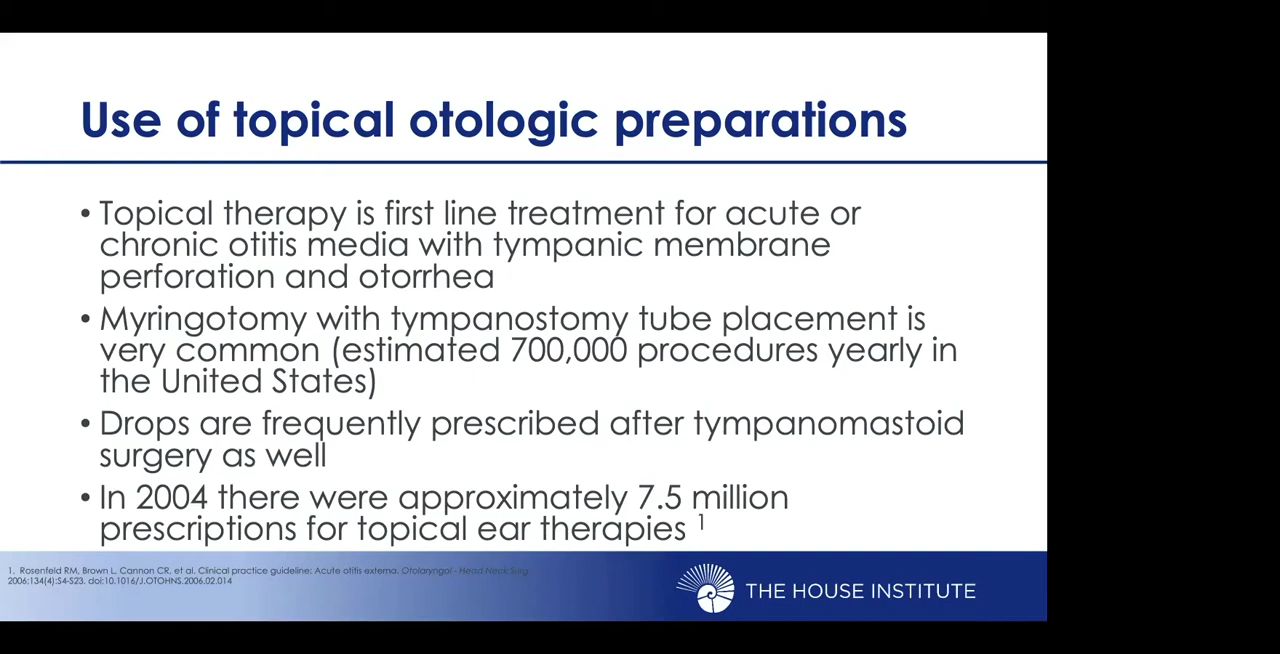 Use of topical otologic preparations
• Topical therapy is first line treatment for acute or
chronic otitis media with tympanic membrane
perforation and otorrhea
• Myringotomy with tympanostomy tube placement is
very common (estimated 700,000 procedures yearly in
the United States)
• Drops are frequently prescribed after tympanomastoid
surgery as well
• In 2004 there were approximately 7.5 million
prescriptions for topical ear therapies 1
1. Rosenfeld RM, Brown L, Cannon CR, et al. Clinical practice guideline: Acute otitis externa. Otolaryngol - Head Neck Surg
2006;134(4):S4-S23. doi:10.1016/J.OTOHNS.2006.02.014
THE HOUSE INSTITUTE